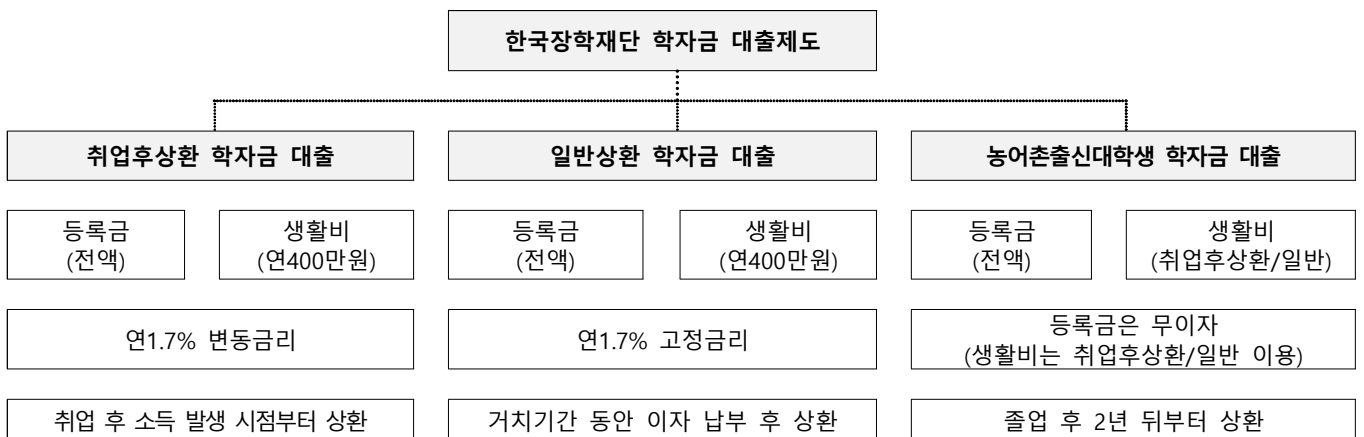 한국장학재단 학자금 대출제도
취업후상환 학자금 대출
일반상환 학자금 대출
농어촌출신대학생 학자금 대출
등록금
(전액)
생활비
(연400만원)
등록금
(전액)
생활비
(연400만원)
등록금
(전액)
생활비
(취업후상환/일반)
연1.7% 변동금리
연1.7% 고정금리
등록금은 무이자
(생활비는 취업후상환/일반 이용)
취업 후 소득 발생 시점부터 상환
거치기간 동안 이자 납부 후 상환
졸업 후 2년 뒤부터 상환